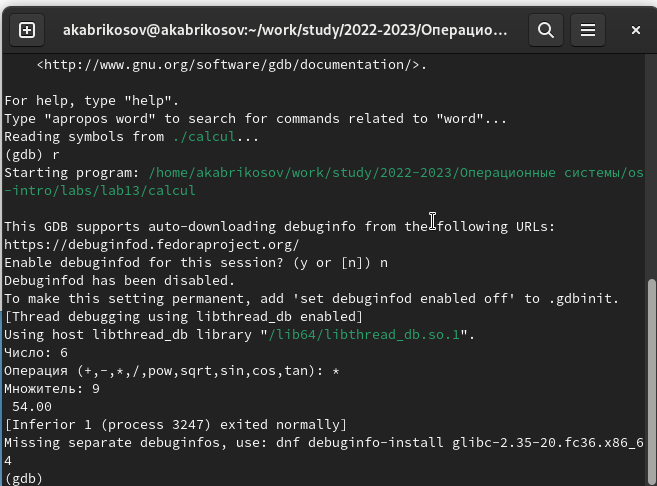 akabrikosov@akabrikosov:~/work/study/2022-2023/Операцио...
<http://www.gnu.org/software/gdb/documentation/>.
For help, type "help".
Type "apropos word" to search for commands related to "word"...
Reading symbols from ./calcul...
(gdb) r
Starting program: /home/akabrikosov/work/study/2022-2023/Операционные системы/os
-intro/labs/lab13/calcul
This GDB supports auto-downloading debuginfo from the following URLs:
https://debuginfod.fedoraproject.org/
Enable debuginfod for this session? (y or [n]) n
Debuginfod has been disabled.
To make this setting permanent, add 'set debuginfod enabled off' to .gdbinit.
[Thread debugging using libthread_db enabled]
Using host libthread_db library "/lib64/libthread_db.so.1".
Число: 6
Операция (+,-,*,/,pow,sqrt,sin,cos,tan): *
Множитель: 9
54.00
[Inferior 1 (process 3247) exited normally]
Missing separate debuginfos, use: dnf debuginfo-install glibc-2.35-20.fc36.x86_6
4
(gdb)